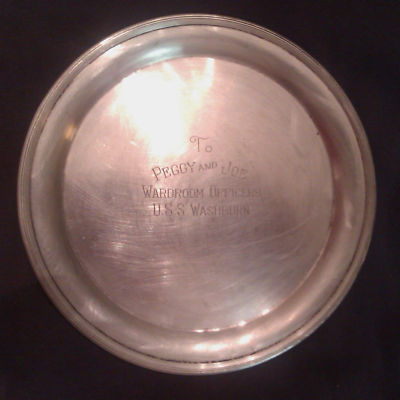 To
Peggy and Joe
Wardroom Officers
U.S.S Washburn